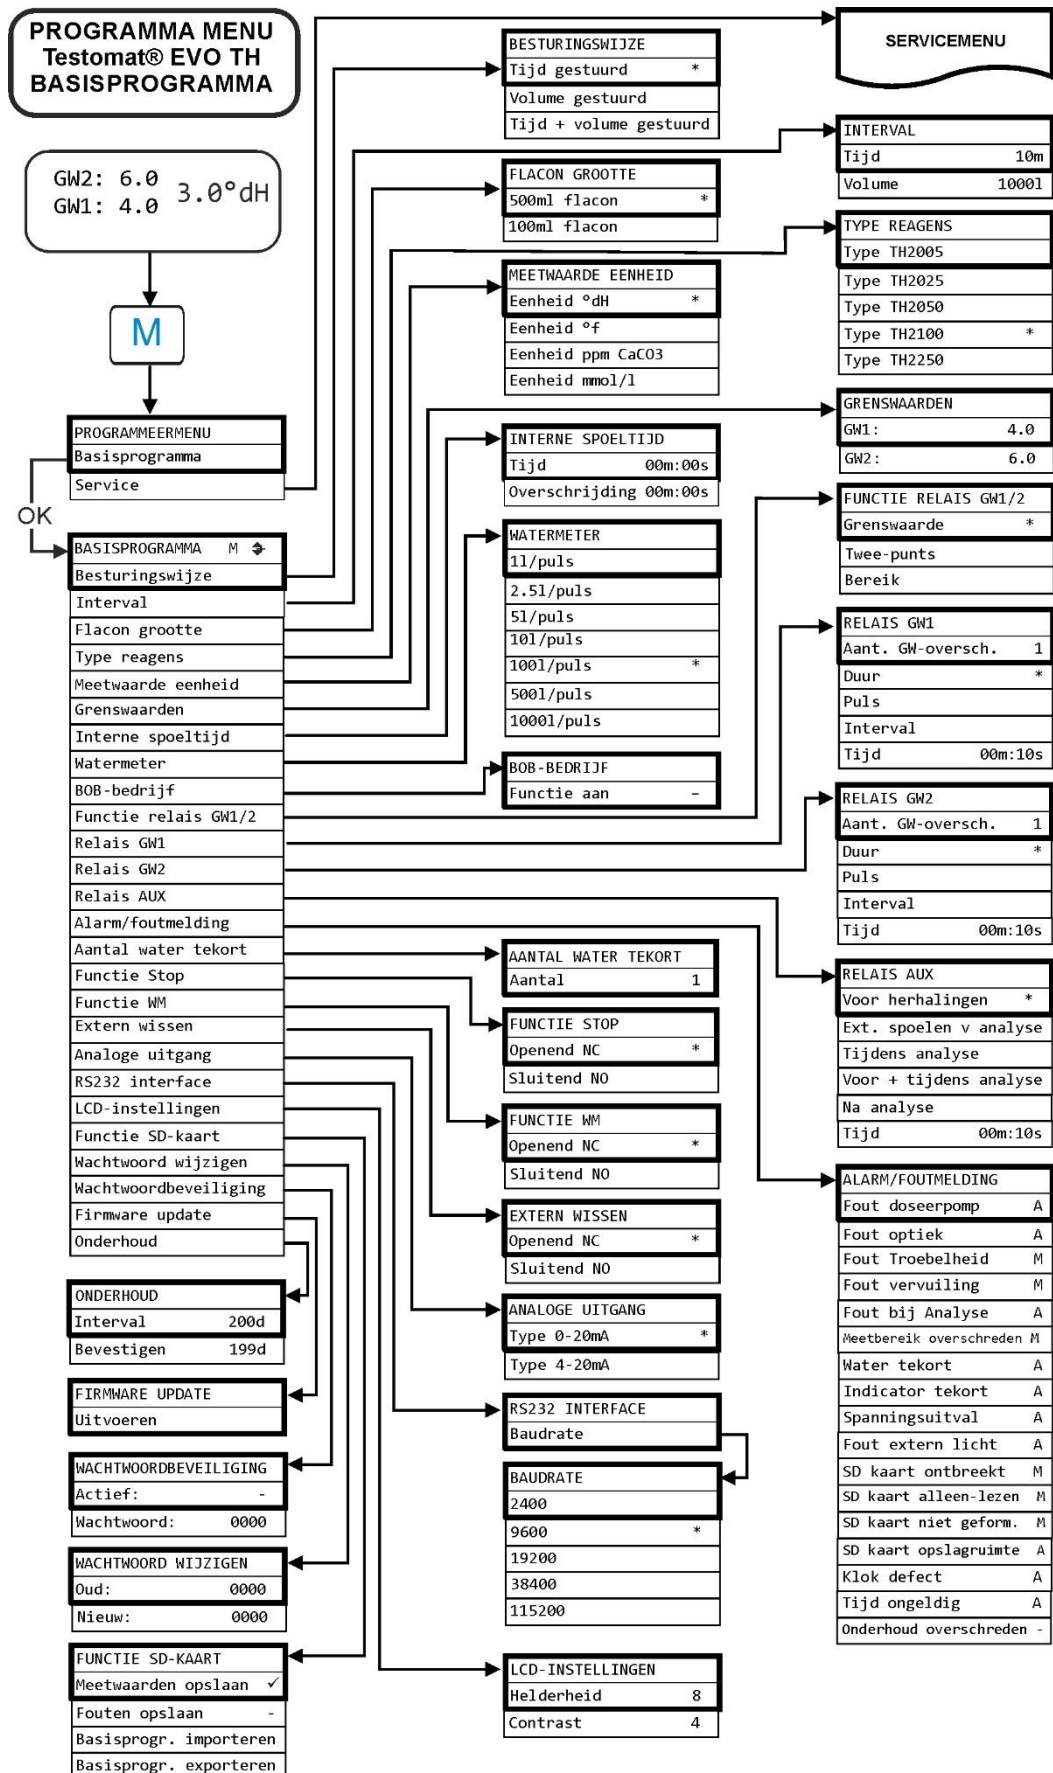 PROGRAMMA MENU
Testomat® EVO TH
BASISPROGRAMMA
GW2: 6.0
GW1: 4.0
3.0°dH
M
PROGRAMMEERMENU
Basisprogramma
Service
OK
BASISPROGRAMMA M
Besturingswijze
Interval
Flacon grootte
Type reagens
Meetwaarde eenheid
Grenswaarden
Interne spoeltijd
Watermeter
BOB-bedrijf
Functie relais GW1/2
Relais GW1
Relais GW2
Relais AUX
Alarm/foutmelding
Aantal water tekort
Functie Stop
Functie WM
Extern wissen
Analoge uitgang
RS232 interface
LCD-instellingen
Functie SD-kaart
Wachtwoord wijzigen
Wachtwoordbeveiliging
Firmware update
Onderhoud
ONDERHOUD
Interval 200d
Bevestigen 199d
FIRMWARE UPDATE
Uitvoeren
WACHTWOORDBEVEILIGING
Actief: -
Wachtwoord: 0000
WACHTWOORD WIJZIGEN
Oud: 0000
Nieuw: 0000
FUNCTIE SD-KAART
Meetwaarden opslaan ✓
Fouten opslaan -
Basisprogr. importeren
Basisprogr. exporteren
BESTURINGSWIJZE
Tijd gestuurd *
Volume gestuurd
Tijd + volume gestuurd
FLACON GROOTTE
500ml flacon *
100ml flacon
MEETWAARDE EENHEID
Eenheid °dH *
Eenheid °f
Eenheid ppm CaCO3
Eenheid mmol/l
INTERNE SPOELTIJD
Tijd 00m:00s
Overschrijding 00m:00s
WATERMETER
1l/puls
2.5l/puls
5l/puls
10l/puls
100l/puls *
500l/puls
1000l/puls
BOB-BEDRIJF
Functie aan -
AANTAL WATER TEKORT
Aantal 1
FUNCTIE STOP
Openend NC *
Sluitend NO
FUNCTIE WM
Openend NC *
Sluitend NO
EXTERN WISSEN
Openend NC *
Sluitend NO
ANALOGE UITGANG
Type 0-20mA *
Type 4-20mA
RS232 INTERFACE
Baudrate
BAUDRATE
2400
9600 *
19200
38400
115200
LCD-INSTELLINGEN
Helderheid 8
Contrast 4
SERVICEMENU
INTERVAL
Tijd 10m
Volume 1000l
TYPE REAGENS
Type TH2005
Type TH2025
Type TH2050
Type TH2100 *
Type TH2250
GRENSWAARDEN
GW1: 4.0
GW2: 6.0
FUNCTIE RELAIS GW1/2
Grenswaarde *
Twee-punts
Bereik
RELAIS GW1
Aant. GW-oversch. 1
Duur *
Puls
Interval
Tijd 00m:10s
RELAIS GW2
Aant. GW-oversch. 1
Duur *
Puls
Interval
Tijd 00m:10s
RELAIS AUX
Voor herhalingen *
Ext. spoelen v analyse
Tijdens analyse
Voor + tijdens analyse
Na analyse
Tijd 00m:10s
ALARM/FOUTMELDING
Fout doseerpomp A
Fout optiek A
Fout Troebelheid M
Fout vervuiling M
Fout bij Analyse A
Meetbereik overschreden M
Water tekort A
Indicator tekort A
Spanningsuitval A
Fout extern licht A
SD kaart ontbreekt M
SD kaart alleen-lezen M
SD kaart niet geform. M
SD kaart opslagruimte A
Klok defect A
Tijd ongeldig A
Onderhoud overschreden -